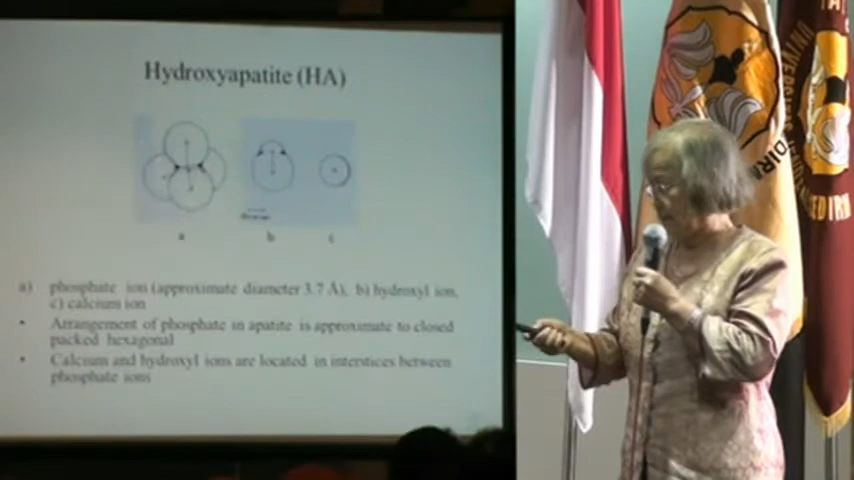 Hydroxyapatite (HA)
a
b
c
a) phosphate ion (approximate diameter 3.7 Å), b) hydroxyl ion,
c) calcium ion
• Arrangement of phosphate in apatite is approximate to closed
packed hexagonal
• Calcium and hydroxyl ions are located in interstices between
phosphate ions